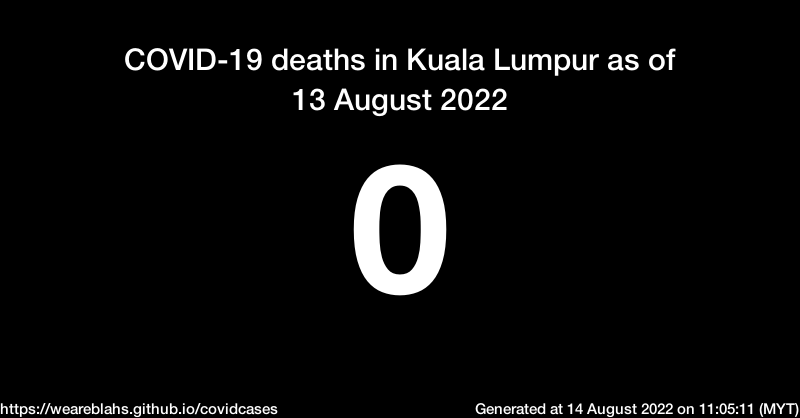 COVID-19 deaths in Kuala Lumpur as of
13 August 2022
0
https://weareblahs.github.io/covidcases
Generated at 14 August 2022 on 11:05:11 (MYT)